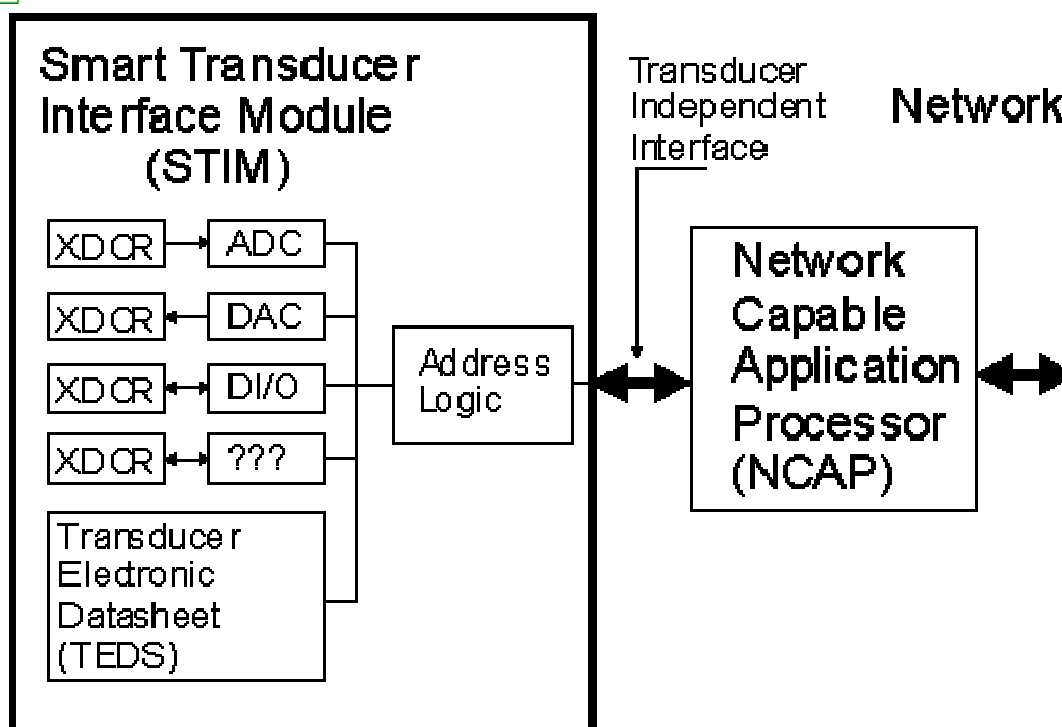 Smart Transducer
Interface Module
(STIM)
XDCR
ADC
XDCR
DAC
XDCR
DI/O
XDCR
???
Transducer
Electronic
Datasheet
(TEDS)
Address
Logic
Transducer
Independent
Interface
Network
Network
Capable
Application
Processor
(NCAP)